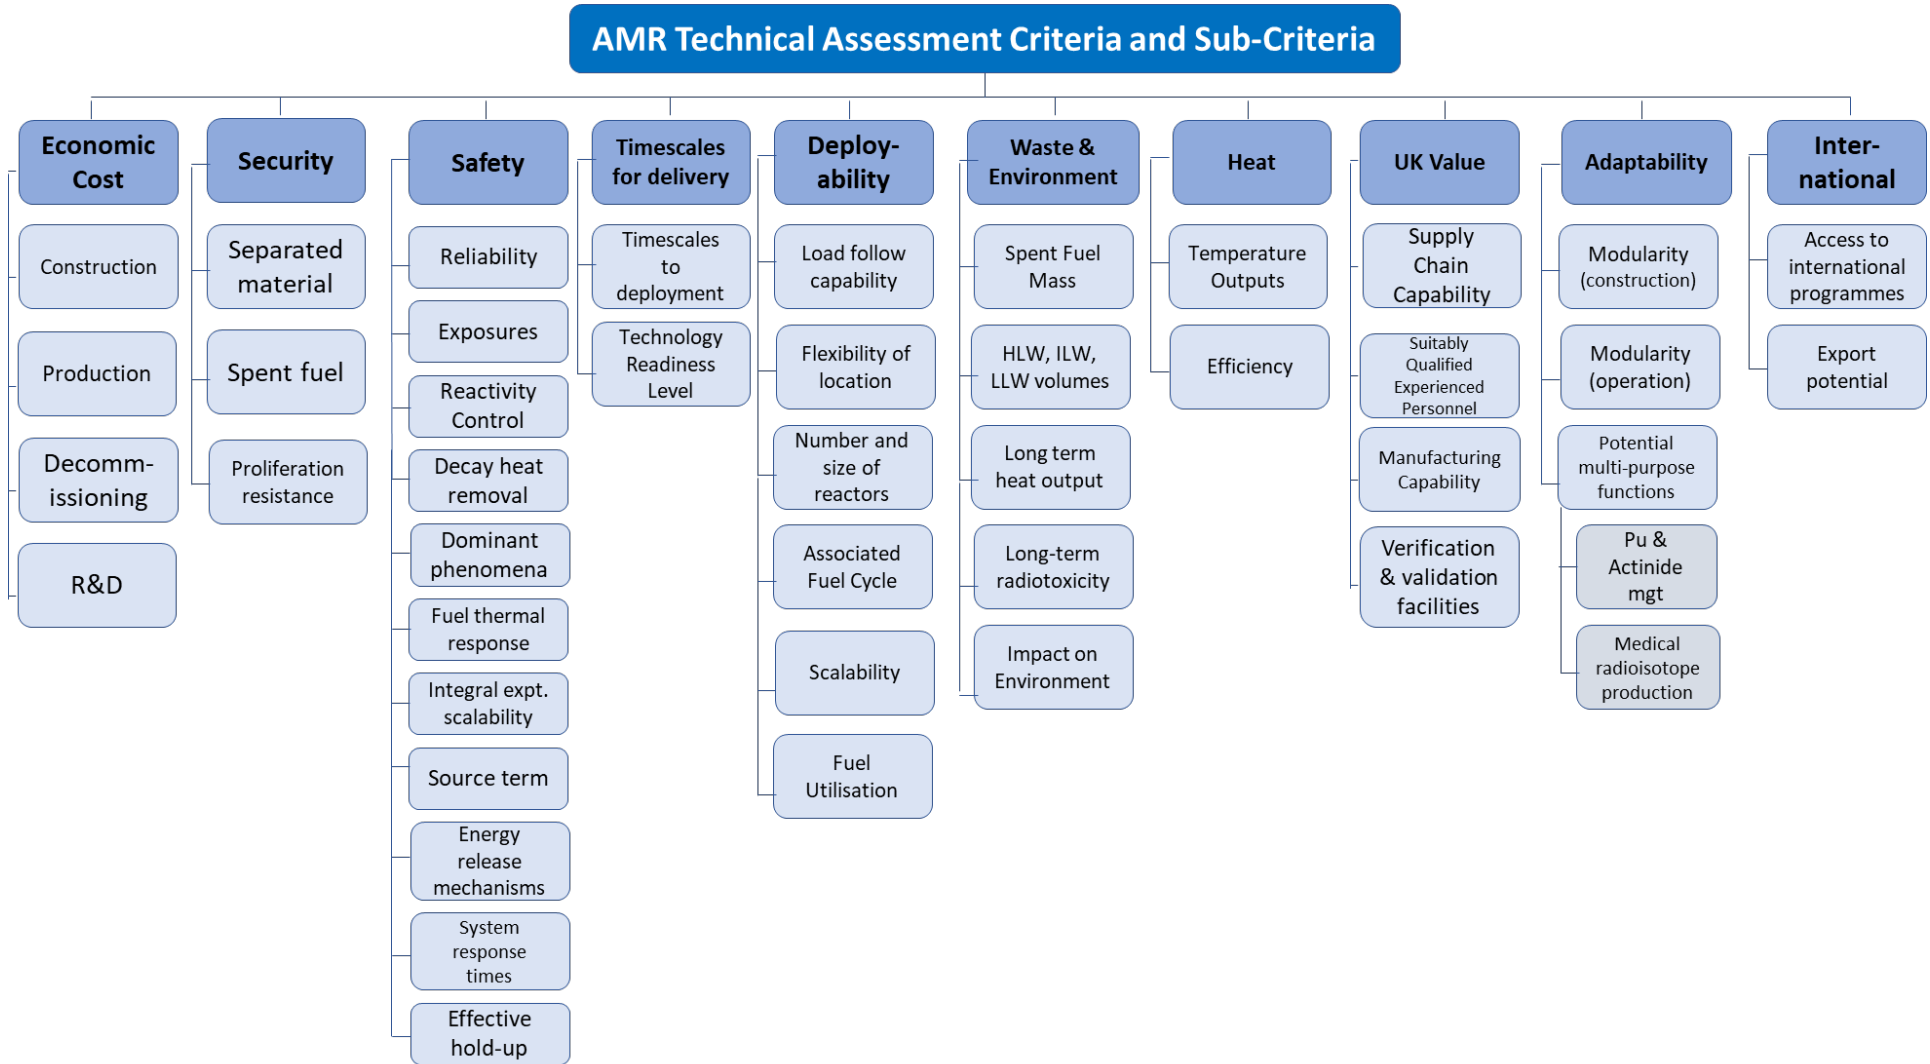 AMR Technical Assessment Criteria and Sub-Criteria
Economic
Cost
Construction
Production
Decomm-
issioning
R&D
Security
Separated
material
Spent fuel
Proliferation
resistance
Safety
Reliability
Exposures
Reactivity
Control
Decay heat
removal
Dominant
phenomena
Fuel thermal
response
Integral expt.
scalability
Source term
Energy
release
mechanisms
System
response
times
Effective
hold-up
Timescales
for delivery
Timescales
to
deployment
Technology
Readiness
Level
Deploy-
ability
Load follow
capability
Flexibility of
location
Number and
size of
reactors
Associated
Fuel Cycle
Scalability
Fuel
Utilisation
Waste &
Environment
Spent Fuel
Mass
HLW, ILW,
LLW volumes
Long term
heat output
Long-term
radiotoxicity
Impact on
Environment
Heat
Temperature
Outputs
Efficiency
UK Value
Supply
Chain
Capability
Suitably
Qualified
Experienced
Personnel
Manufacturing
Capability
Verification
& validation
facilities
Adaptability
Modularity
(construction)
Modularity
(operation)
Potential
multi-purpose
functions
Pu &
Actinide
mgt
Medical
radioisotope
production
Inter-
national
Access to
international
programmes
Export
potential